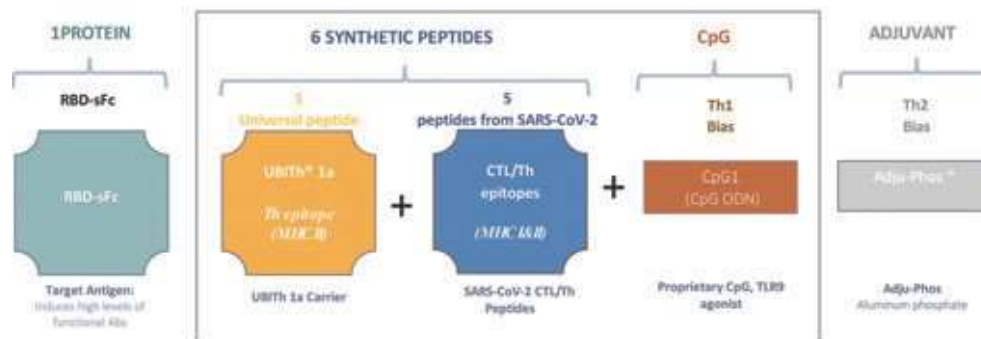 1PROTEIN
6 SYNTHETIC PEPTIDES
CpG
ADJUVANT
RBD-sFc
1
Universal peptide
5
peptides from SARS-CoV-2
Th1
Bias
Th2
Bias
RBD-sFc
UBITh® 1a
Th epitope
(MHC II)
+
CTL/Th
epitopes
(MHC I&II)
+
CpG1
(CpG ODN)
Adju-Phos ®
Target Antigen:
Induces high levels of
functional Abs
UBITh 1a Carrier
SARS-CoV-2 CTL/Th
Peptides
Proprietary CpG, TLR9
agonist
Adju-Phos
Aluminum phosphate